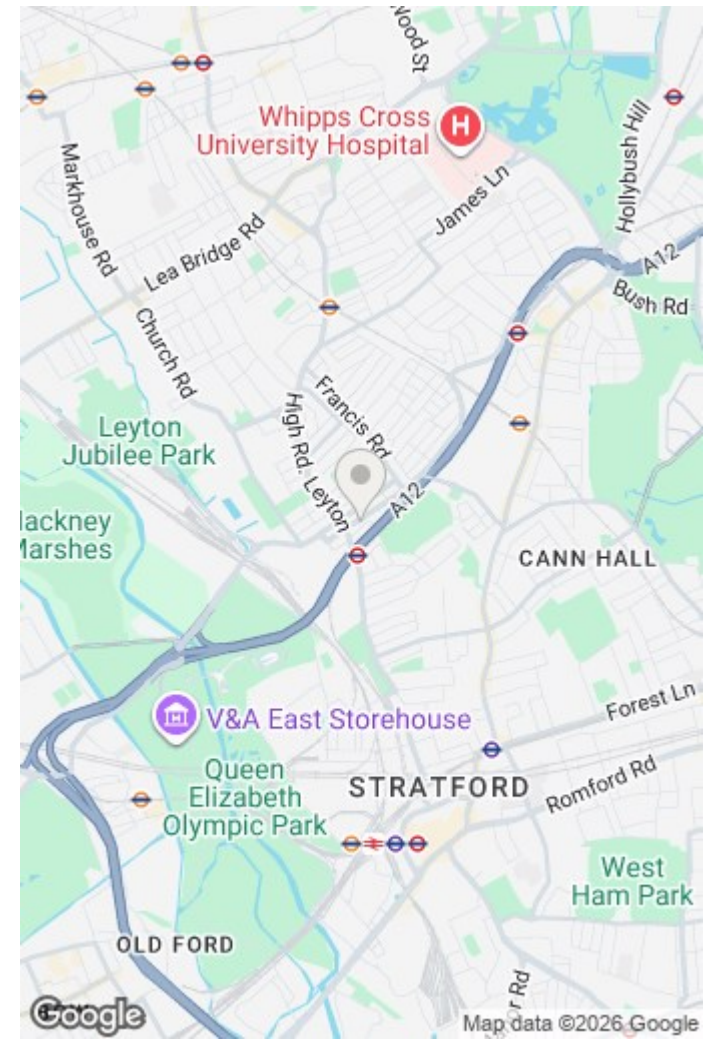 Wood St
Whipps Cross
University Hospital
H
Hollybush Hill
Markhouse Rd
James Ln
Lea Bridge Rd
A12
Bush Rd
Church Rd
Francis Rd
High Rd. Leyton
Leyton
Jubilee Park
A12
Marshes
CANN HALL
V&A East Storehouse
Forest Ln
Queen
Elizabeth
Olympic Park
STRATFORD
Romford Rd
West
Ham Park
OLD FORD
Rd
Google
Map data ©2026 Google